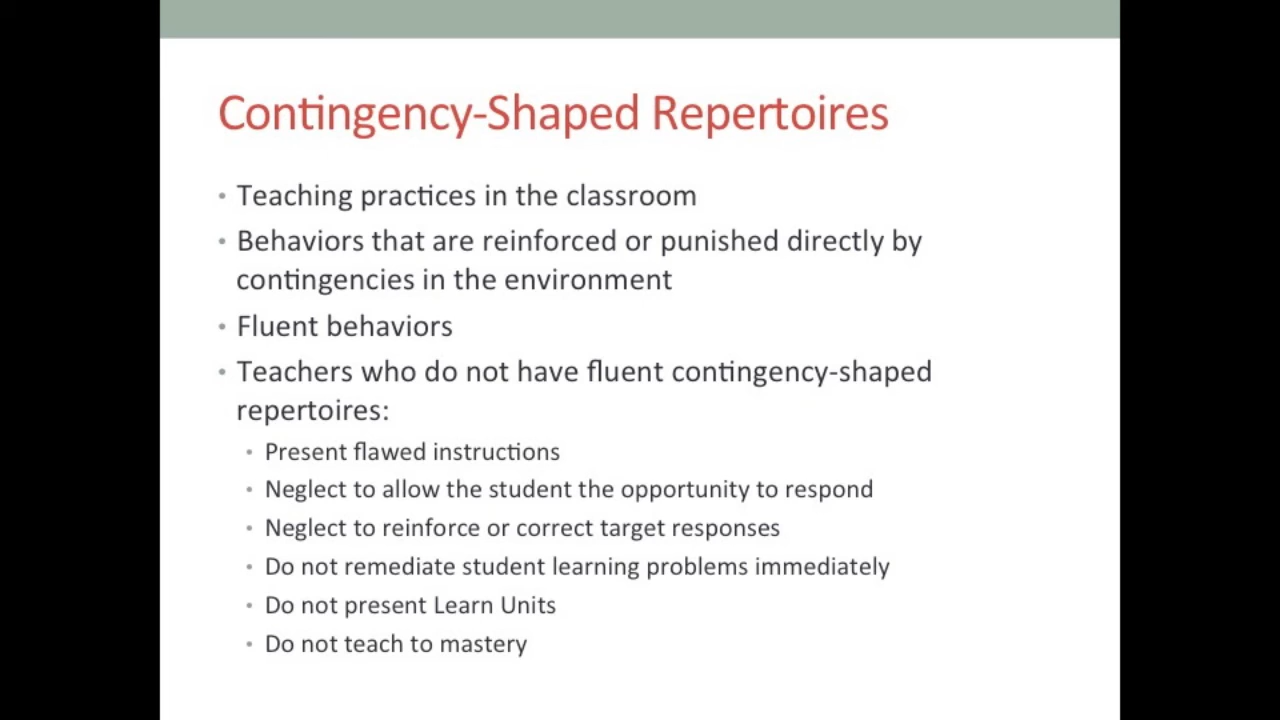 Contingency-Shaped Repertoires
• Teaching practices in the classroom
• Behaviors that are reinforced or punished directly by
contingencies in the environment
• Fluent behaviors
• Teachers who do not have fluent contingency-shaped
repertoires:
• Present flawed instructions
• Neglect to allow the student the opportunity to respond
• Neglect to reinforce or correct target responses
• Do not remediate student learning problems immediately
• Do not present Learn Units
• Do not teach to mastery